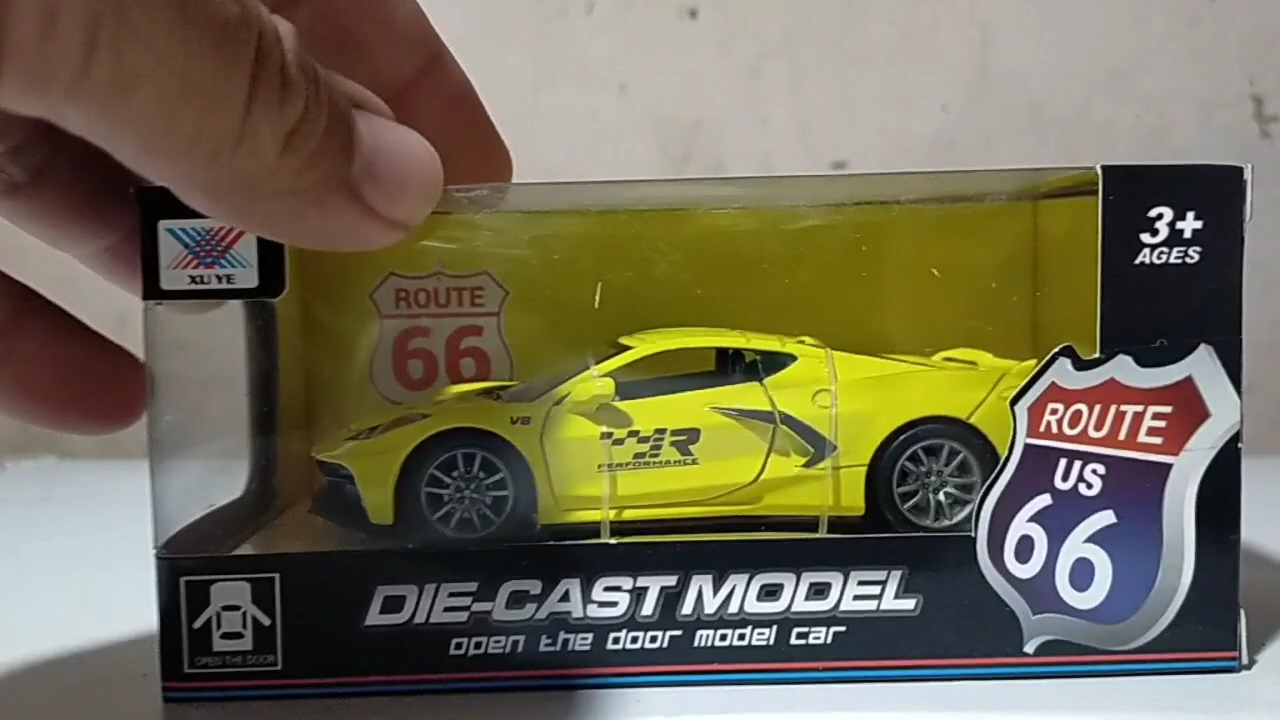 XU YE
3+
AGES
ROUTE
66
V8
R
PERFORMANCE
ROUTE
US
66
DIE-CAST MODEL
open the door model car
OPEN THE DOOR